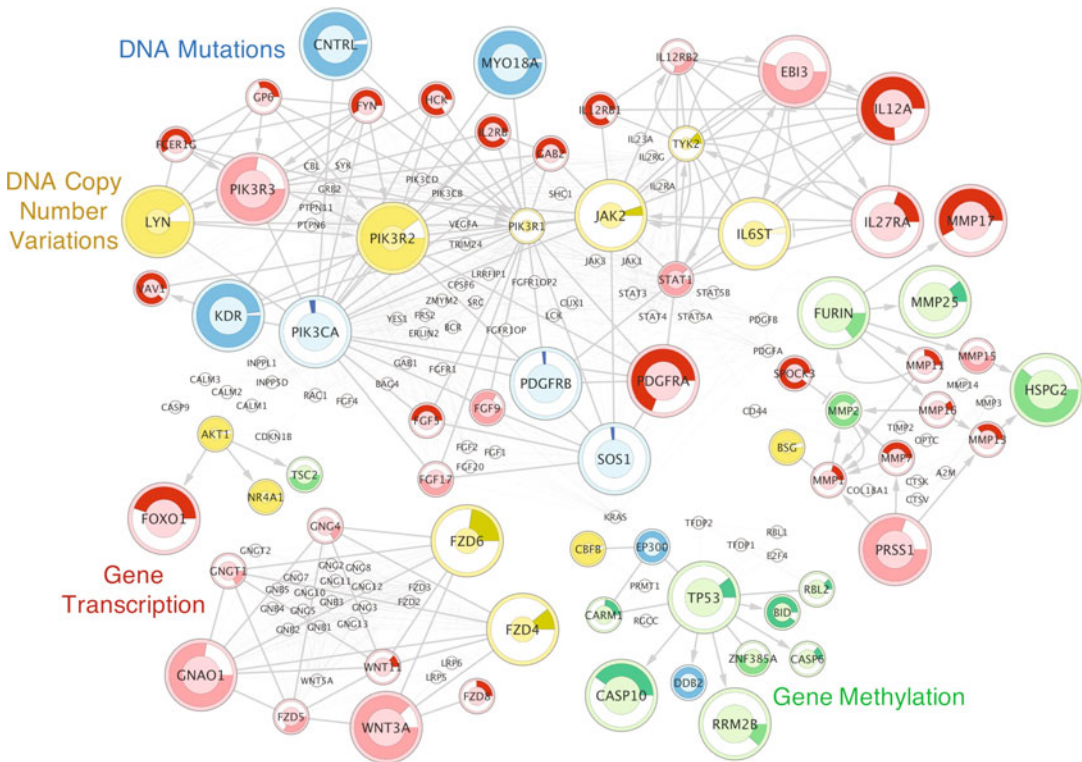 DNA Mutations
CNTRL
MYO18A
IL12RB2
EBI3
GP6
FYN
HCK
IL12RB1
IL12A
IL2RB
FCER1G
GAB2
IL23A
TYK2
IL2RG
CBL
SYK
PIK3CD
PIK3CB
SHC1
IL2RA
DNA Copy
Number
Variations
PIK3R3
GRB2
PTPN11
PTPN6
LYN
PIK3R2
VEGFA
TRIM24
PIK3R1
JAK2
IL6ST
IL27RA
MMP17
LRRFIP1
JAK3
JAK1
CPSF6
FGFR1OP2
STAT1
VAV1
ZMYM2
SRC
CUX1
STAT3
STAT5B
KDR
PIK3CA
YES1
FRS2
ERLIN2
BCR
FGFR1OP
LCK
STAT4
STAT5A
PDGFB
FURIN
MMP25
INPPL1
CALM3
INPP5D
GAB1
FGFR1
PDGFA
MMP11
MMP15
CALM2
RAC1
FGF4
BAG4
PDGFRB
PDGFRA
SPOCK3
MMP14
HSPG2
CASP9
CALM1
FGF9
CD44
MMP2
MMP16
MMP3
AKT1
CDKN1B
FGF5
TIMP2
OPTC
MMP13
FGF2
FGF1
SOS1
BSG
TSC2
FGF20
MMP7
NR4A1
FGF17
MMP1
CTSK
A2M
COL18A1
CTSV
FOXO1
KRAS
TFDP2
RBL1
GNG4
FZD6
CBFB
EP300
TFDP1
E2F4
PRSS1
Gene
Transcription
GNGT2
GNGT1
GNG2
GNG8
GNG7
GNG11
GNB5
GNG10
GNG12
FZD3
GNB4
GNG5
GNB3
GNG3
FZD2
GNB2
GNB1
GNG13
PRMT1
TP53
RBL2
CARM1
RGCC
BID
FZD4
GNAO1
WNT11
LRP6
WNT5A
LRP5
ZNF385A
CASP6
FZD8
CASP10
DDB2
Gene Methylation
FZD5
WNT3A
RRM2B